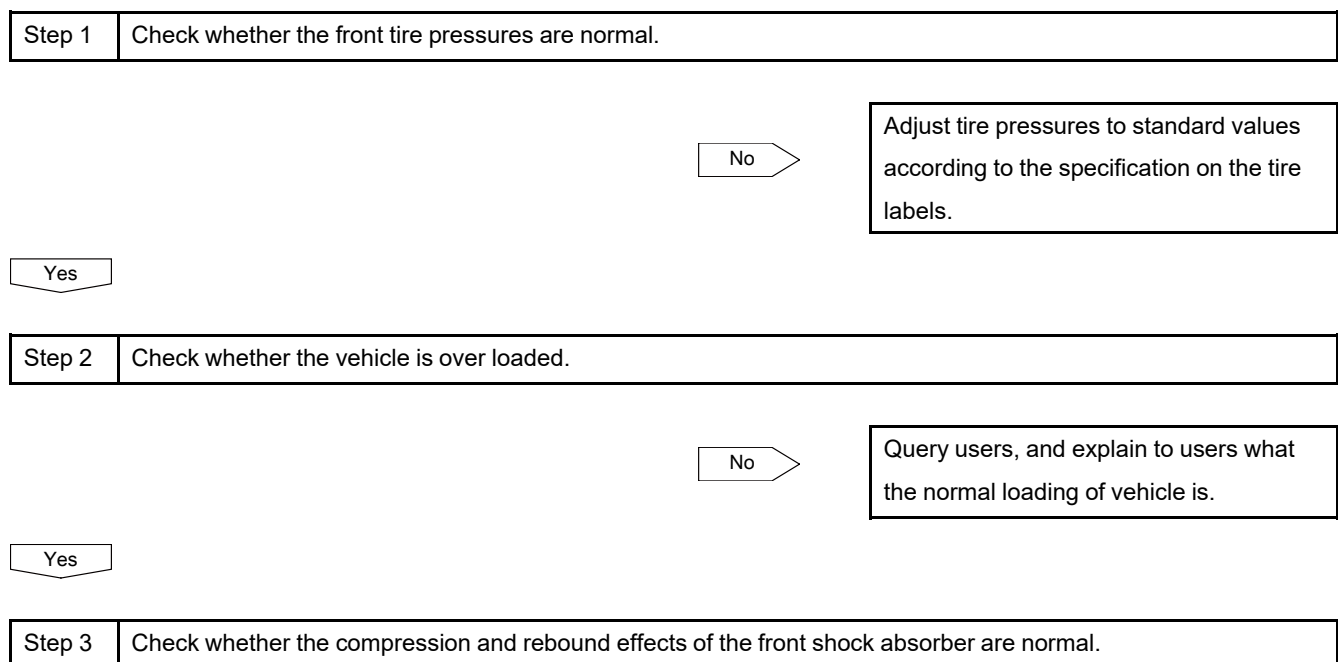 Step 1 Check whether the front tire pressures are normal.
No
Adjust tire pressures to standard values
according to the specification on the tire
labels.
Yes
Step 2 Check whether the vehicle is over loaded.
No
Query users, and explain to users what
the normal loading of vehicle is.
Yes
Step 3 Check whether the compression and rebound effects of the front shock absorber are normal.